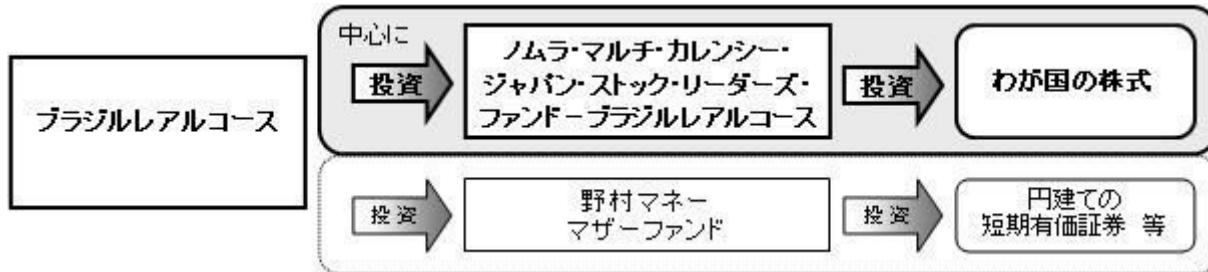 ブラジルレアルコース
中心に
投資
ノムラ・マルチ・カレンシー・
ジャパン・ストック・リーダーズ・
ファンド－ブラジルレアルコース
投資
わが国の株式
投資
野村マネー
マザーファンド
投資
円建ての
短期有価証券 等